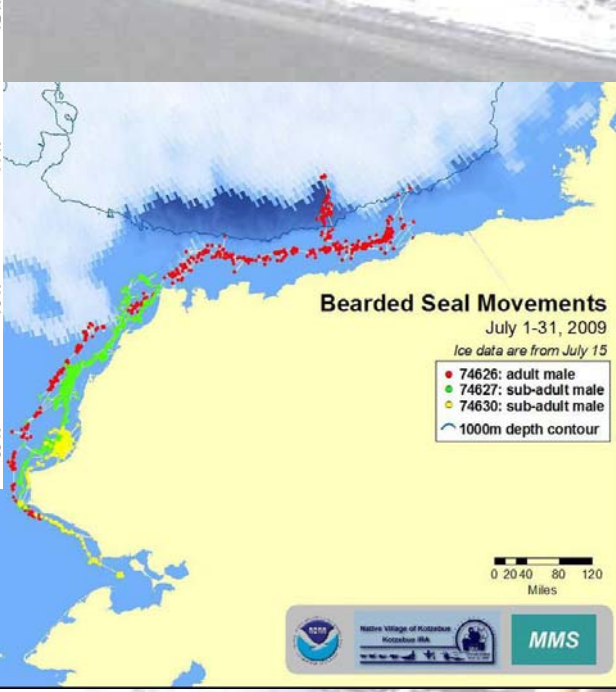 Bearded Seal Movements
July 1-31, 2009
Ice data are from July 15
74626: adult male
74627: sub-adult male
74630: sub-adult male
1000m depth contour
0 20 40 80 120
Miles
NOAA
Native Village of Kotzebue
Kotzebue IRA
MMS